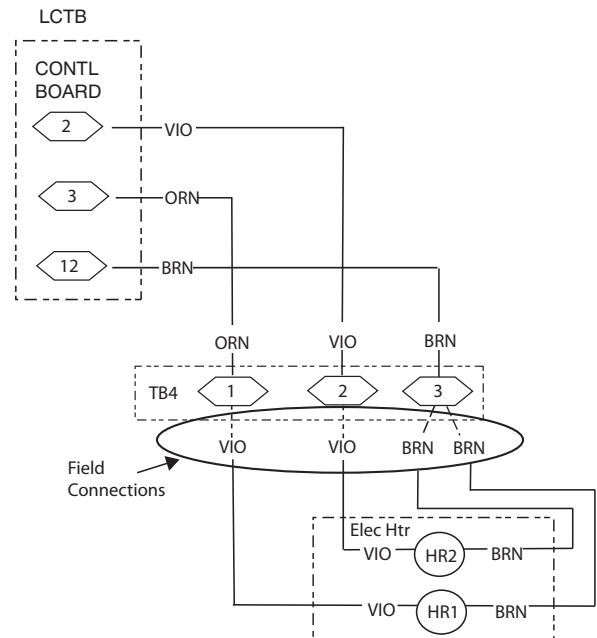 LCTB
CONTL
BOARD
2
VIO
3
ORN
12
BRN
ORN
VIO
BRN
TB4
1
2
3
VIO
VIO
BRN
BRN
Field
Connections
Elec Htr
VIO
HR2
BRN
VIO
HR1
BRN